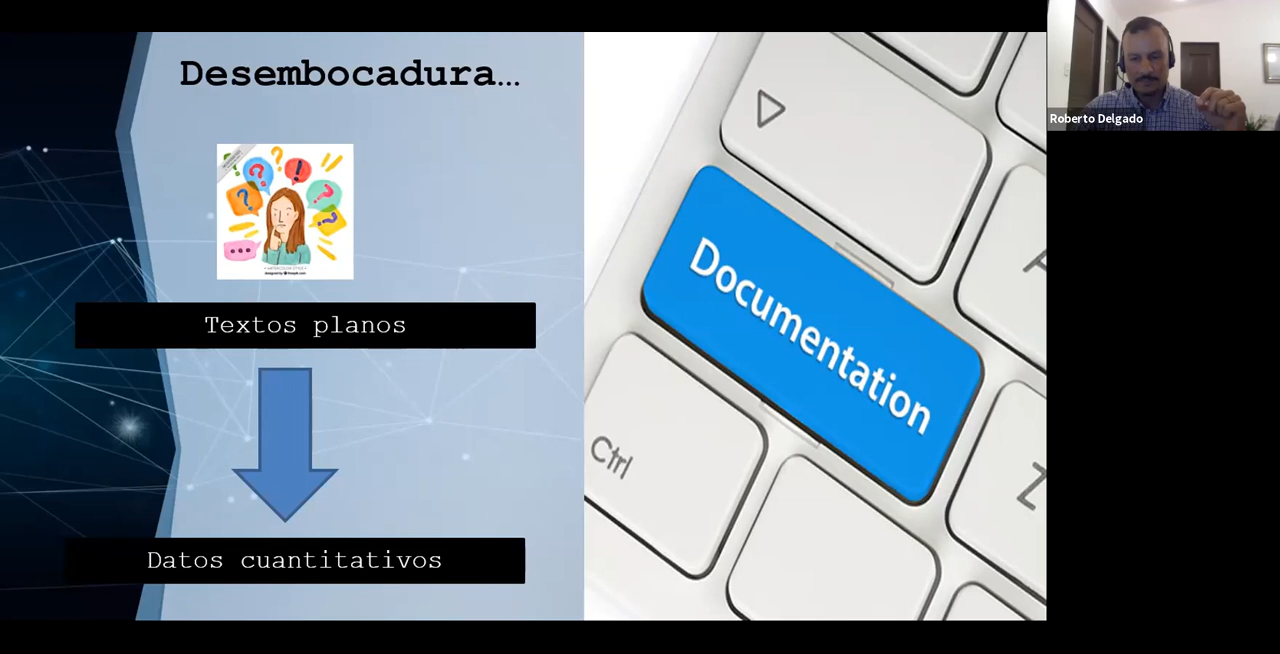 Desembocadura…
Textos planos
Datos cuantitativos
Documentation
Ctrl
A
Z
Roberto Delgado